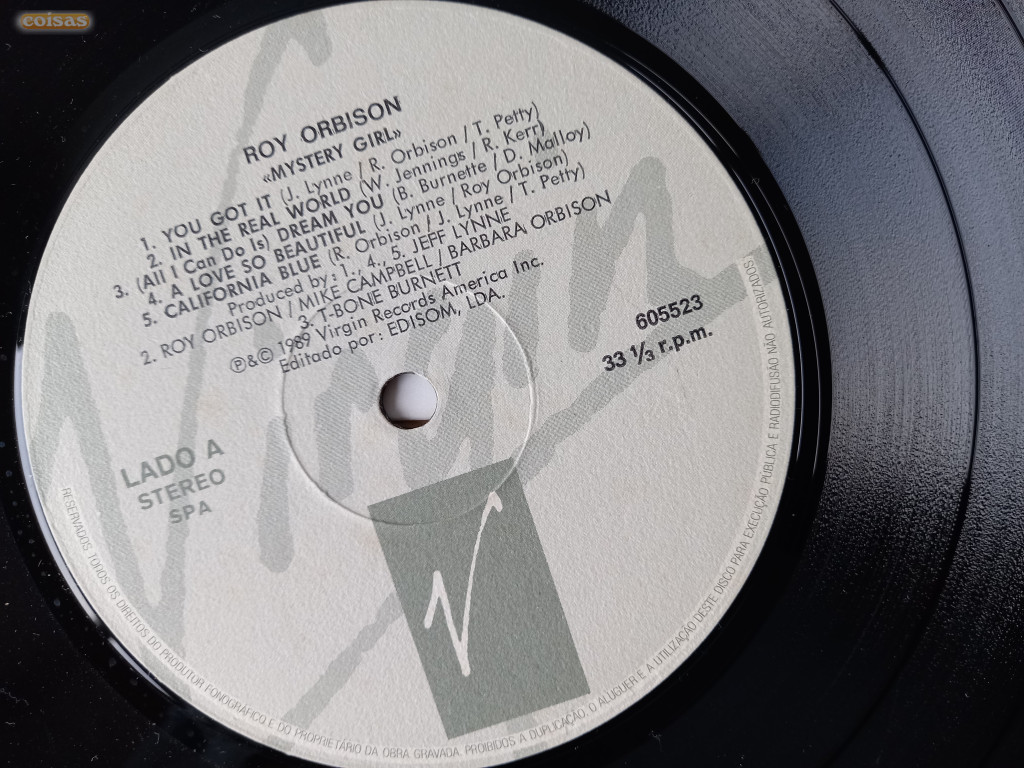 coisas
ROY ORBISON
«MYSTERY GIRL»
1. YOU GOT IT (J. Lynne / R. Orbison / T. Petty)
2. IN THE REAL WORLD (W. Jennings / R. Kerr)
3. (All I Can Do Is) DREAM YOU (B. Burnette / D. Malloy)
4. A LOVE SO BEAUTIFUL (J. Lynne / Roy Orbison)
5. CALIFORNIA BLUE (R. Orbison / J. Lynne / T. Petty)
Produced by: 1., 4., 5. JEFF LYNNE
2. ROY ORBISON / MIKE CAMPBELL / BARBARA ORBISON
3. T-BONE BURNETT
℗&© 1989 Virgin Records America Inc.
Editado por: EDISOM, LDA.
605523
33 1/3 r.p.m.
LADO A
STEREO
SPA
Virgin
RESERVADOS TODOS OS DIREITOS DO PRODUTOR FONOGRÁFICO E DO PROPRIETÁRIO DA OBRA GRAVADA. PROIBIDOS A DUPLICAÇÃO, O ALUGUER E A UTILIZAÇÃO DESTE DISCO PARA EXECUÇÃO PÚBLICA E RADIODIFUSÃO NÃO AUTORIZADOS